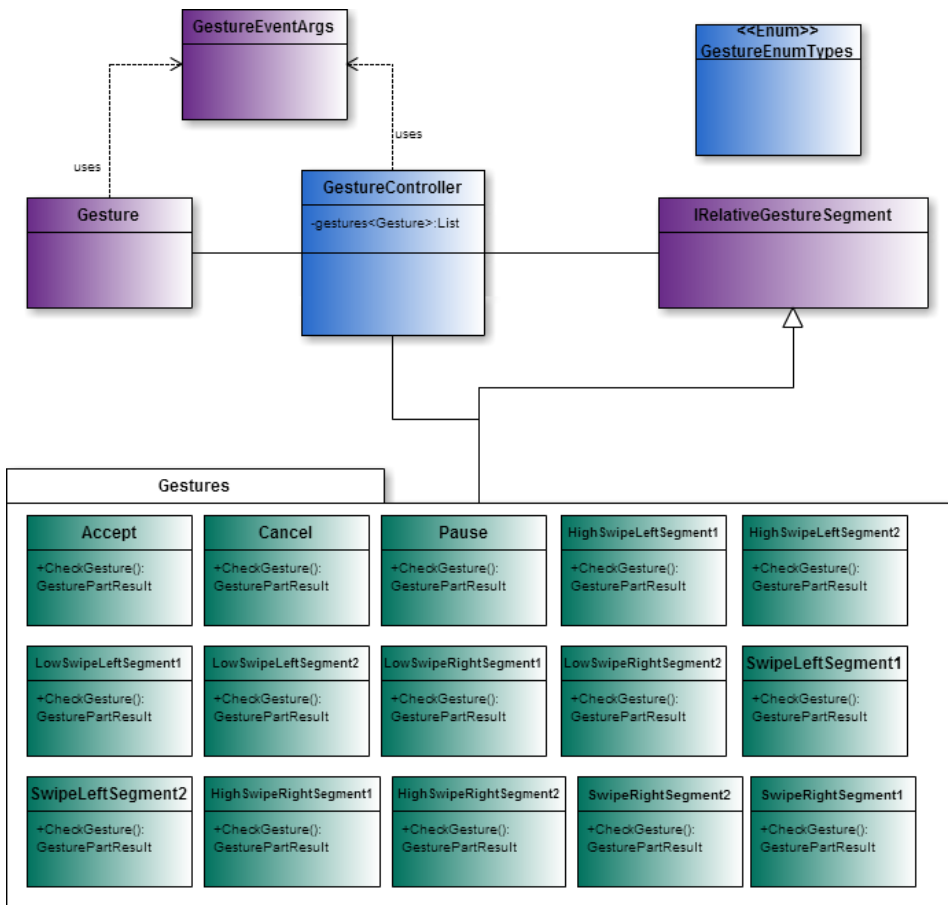 GestureEventArgs
<<Enum>>
GestureEnumTypes
uses
uses
GestureController
-gestures<Gesture>:List
Gesture
IRelativeGestureSegment
Gestures
Accept
+CheckGesture():
GesturePartResult
Cancel
+CheckGesture():
GesturePartResult
Pause
+CheckGesture():
GesturePartResult
HighSwipeLeftSegment1
+CheckGesture():
GesturePartResult
HighSwipeLeftSegment2
+CheckGesture():
GesturePartResult
LowSwipeLeftSegment1
+CheckGesture():
GesturePartResult
LowSwipeLeftSegment2
+CheckGesture():
GesturePartResult
LowSwipeRightSegment1
+CheckGesture():
GesturePartResult
LowSwipeRightSegment2
+CheckGesture():
GesturePartResult
SwipeLeftSegment1
+CheckGesture():
GesturePartResult
SwipeLeftSegment2
+CheckGesture():
GesturePartResult
HighSwipeRightSegment1
+CheckGesture():
GesturePartResult
HighSwipeRightSegment2
+CheckGesture():
GesturePartResult
SwipeRightSegment2
+CheckGesture():
GesturePartResult
SwipeRightSegment1
+CheckGesture():
GesturePartResult